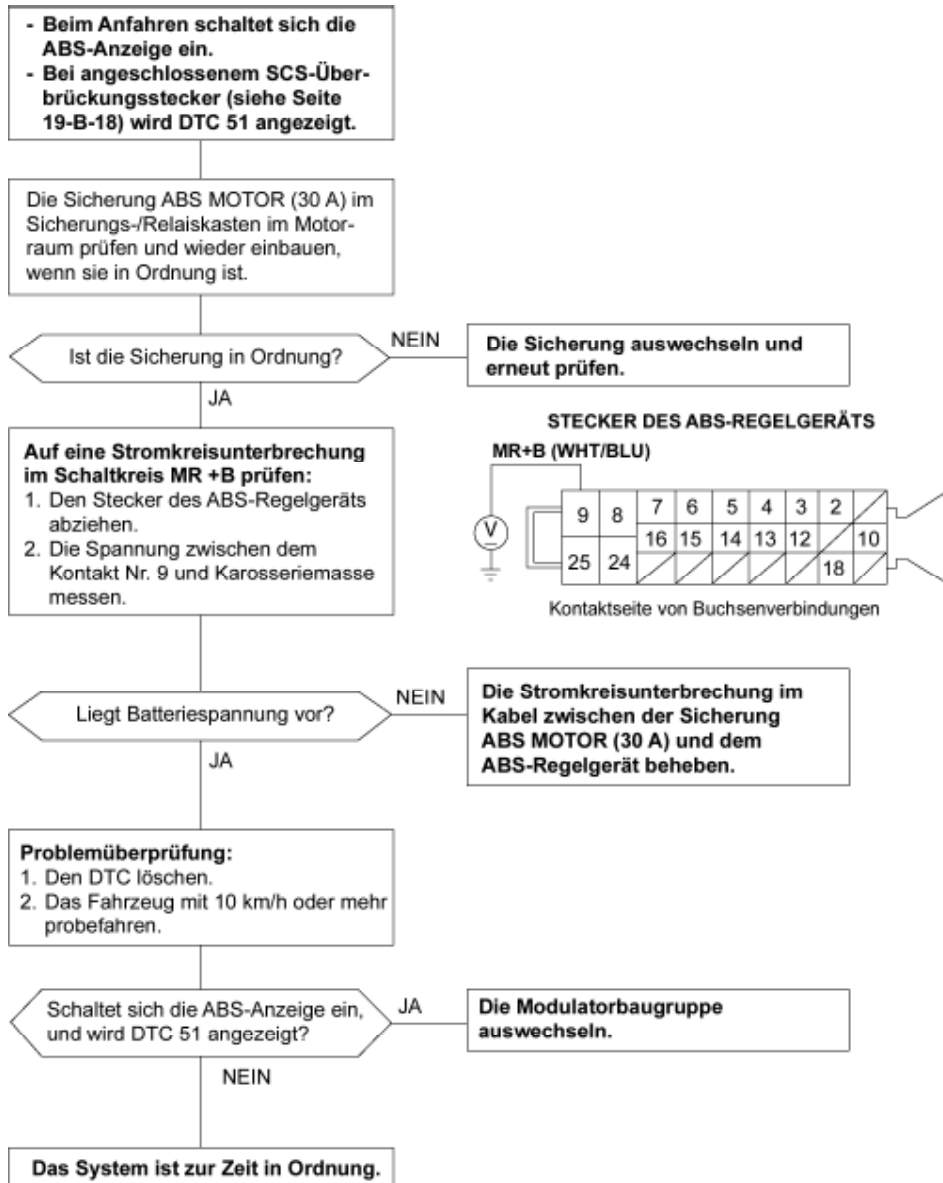 - Beim Anfahren schaltet sich die
ABS-Anzeige ein.
- Bei angeschlossenem SCS-Über-
brückungsstecker (siehe Seite
19-B-18) wird DTC 51 angezeigt.
Die Sicherung ABS MOTOR (30 A) im
Sicherungs-/Relaiskasten im Motor-
raum prüfen und wieder einbauen,
wenn sie in Ordnung ist.
Ist die Sicherung in Ordnung?
NEIN
Die Sicherung auswechseln und
erneut prüfen.
JA
Auf eine Stromkreisunterbrechung
im Schaltkreis MR +B prüfen:
1. Den Stecker des ABS-Regelgeräts
abziehen.
2. Die Spannung zwischen dem
Kontakt Nr. 9 und Karosseriemasse
messen.
STECKER DES ABS-REGELGERÄTS
MR+B (WHT/BLU)
V
9 8 7 6 5 4 3 2
16 15 14 13 12 10
25 24 18
Kontaktseite von Buchsenverbindungen
Liegt Batteriespannung vor?
NEIN
Die Stromkreisunterbrechung im
Kabel zwischen der Sicherung
ABS MOTOR (30 A) und dem
ABS-Regelgerät beheben.
JA
Problemüberprüfung:
1. Den DTC löschen.
2. Das Fahrzeug mit 10 km/h oder mehr
probefahren.
Schaltet sich die ABS-Anzeige ein,
und wird DTC 51 angezeigt?
JA
Die Modulatorbaugruppe
auswechseln.
NEIN
Das System ist zur Zeit in Ordnung.